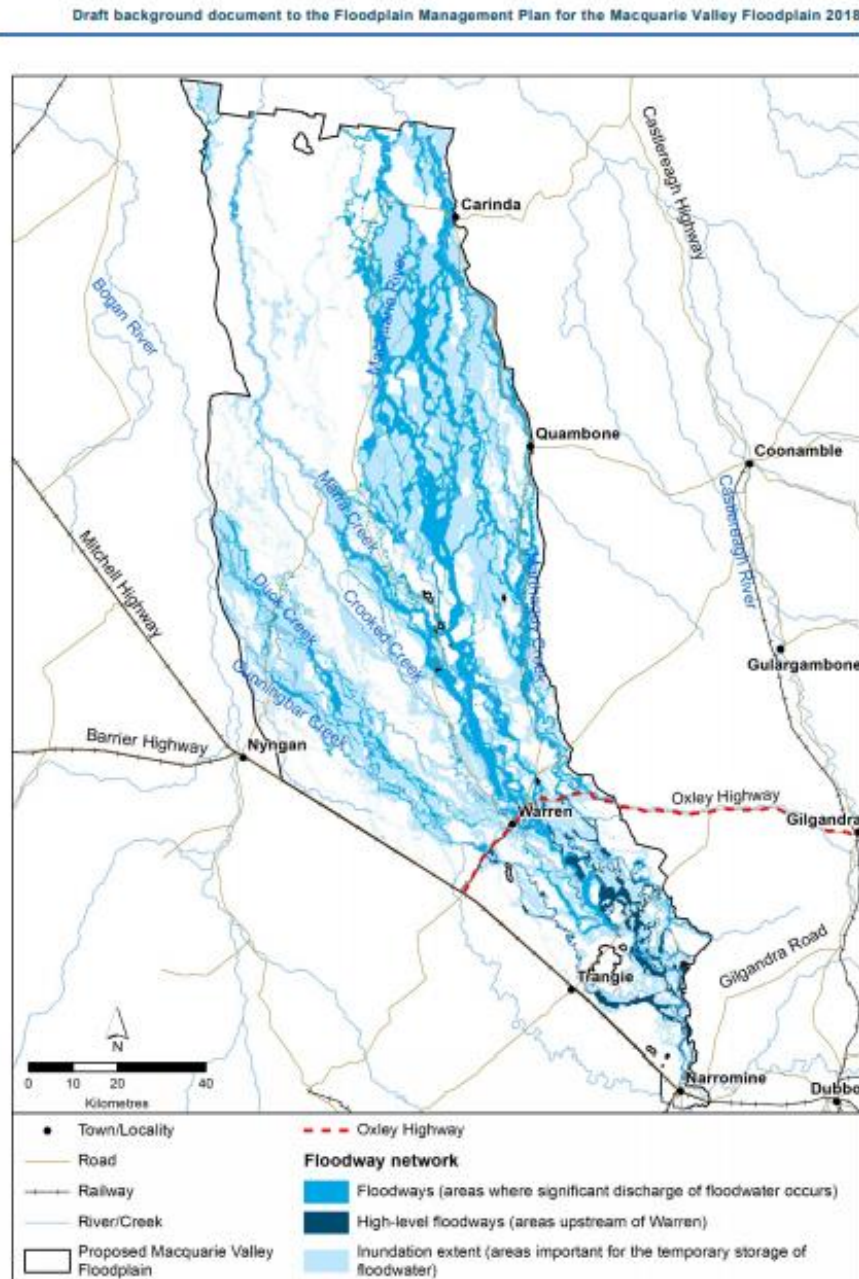 Draft background document to the Floodplain Management Plan for the Macquarie Valley Floodplain 2018
Carinda
Castlereagh Highway
Macquarie River
Bogan River
Quambone
Coonamble
Marra Creek
Castlereagh River
Mitchell Highway
Duck Creek
Crooked Creek
Marthaguy Creek
Gulargambone
Gunningbar Creek
Barrier Highway
Nyngan
Warren
Oxley Highway
Gilgandra
Gilgandra Road
Trangie
N
0 10 20 40
Kilometres
Narromine
Dubbo
Town/Locality
Road
Railway
River/Creek
Proposed Macquarie Valley
Floodplain
Oxley Highway
Floodway network
Floodways (areas where significant discharge of floodwater occurs)
High-level floodways (areas upstream of Warren)
Inundation extent (areas important for the temporary storage of
floodwater)